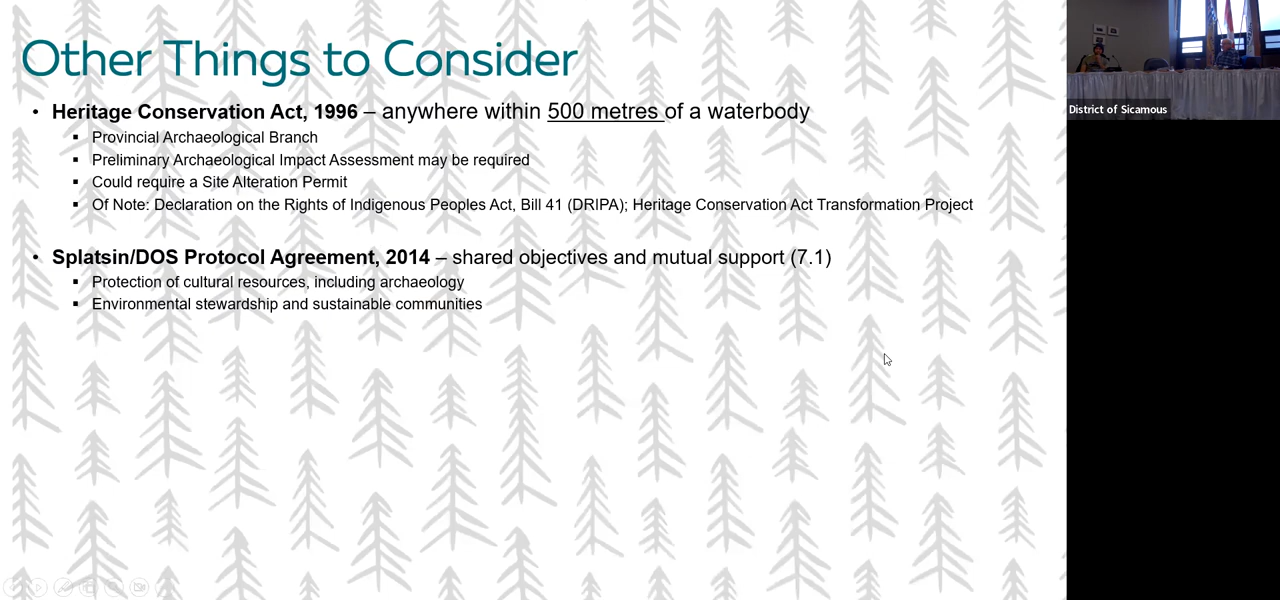 Other Things to Consider
• Heritage Conservation Act, 1996 – anywhere within 500 metres of a waterbody
▪ Provincial Archaeological Branch
▪ Preliminary Archaeological Impact Assessment may be required
▪ Could require a Site Alteration Permit
▪ Of Note: Declaration on the Rights of Indigenous Peoples Act, Bill 41 (DRIPA); Heritage Conservation Act Transformation Project
• Splatsin/DOS Protocol Agreement, 2014 – shared objectives and mutual support (7.1)
▪ Protection of cultural resources, including archaeology
▪ Environmental stewardship and sustainable communities
District of Sicamous